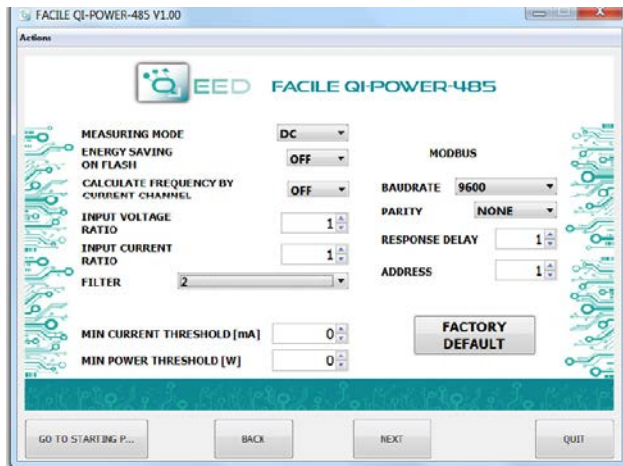 FACILE QI-POWER-485 V1.00
Actions
QEED FACILE QI-POWER-485
MEASURING MODE DC
ENERGY SAVING
ON FLASH OFF
CALCULATE FREQUENCY BY
CURRENT CHANNEL OFF
INPUT VOLTAGE
RATIO 1
INPUT CURRENT
RATIO 1
FILTER 2
MIN CURRENT THRESHOLD [mA] 0
MIN POWER THRESHOLD [W] 0
MODBUS
BAUDRATE 9600
PARITY NONE
RESPONSE DELAY 1
ADDRESS 1
FACTORY
DEFAULT
GO TO STARTING P... BACK NEXT QUIT